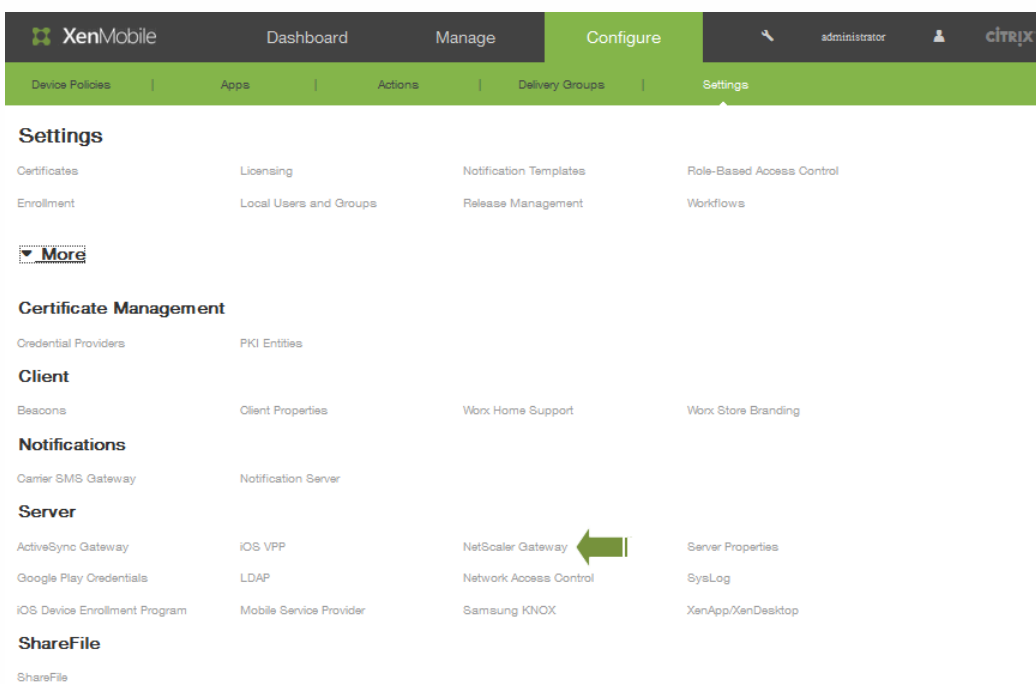 XenMobile Dashboard Manage Configure administrator CITRIX
Device Policies | Apps | Actions | Delivery Groups | Settings
Settings
Certificates Licensing Notification Templates Role-Based Access Control
Enrollment Local Users and Groups Release Management Workflows
More
Certificate Management
Credential Providers PKI Entities
Client
Beacons Client Properties Worx Home Support Worx Store Branding
Notifications
Carrier SMS Gateway Notification Server
Server
ActiveSync Gateway iOS VPP NetScaler Gateway Server Properties
Google Play Credentials LDAP Network Access Control SysLog
iOS Device Enrollment Program Mobile Service Provider Samsung KNOX XenApp/XenDesktop
ShareFile
ShareFile